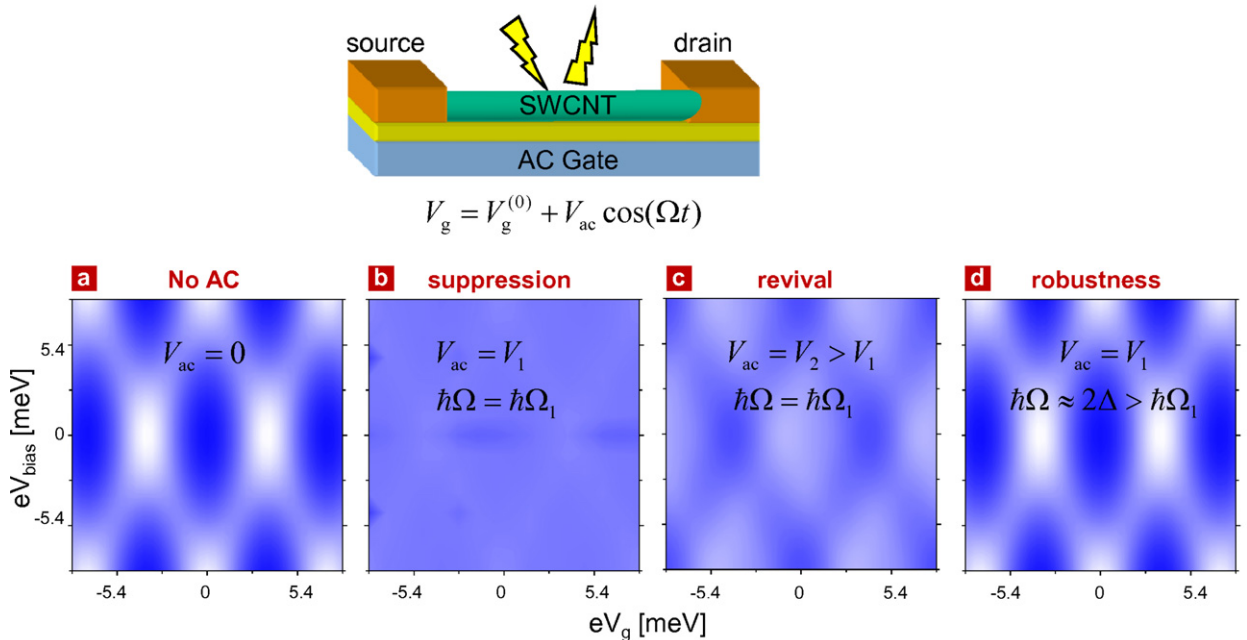 source drain
SWCNT
AC Gate
V_g = V_g^(0) + V_ac cos(Ωt)
a No AC b suppression c revival d robustness
V_ac = 0 V_ac = V_1 V_ac = V_2 > V_1 V_ac = V_1
ħΩ = ħΩ_1 ħΩ = ħΩ_1 ħΩ ≈ 2Δ > ħΩ_1
eV_bias [meV]
5.4
0
-5.4
-5.4 0 5.4 -5.4 0 5.4 -5.4 0 5.4 -5.4 0 5.4
eV_g [meV]